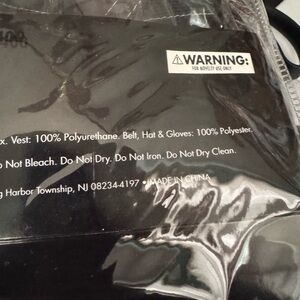 ⚠WARNING:
FOR NOVELTY USE ONLY
x. Vest: 100% Polyurethane. Belt, Hat & Gloves: 100% Polyester.
Not Bleach. Do Not Dry. Do Not Iron. Do Not Dry Clean.
Harbor Township, NJ 08234-4197 • MADE IN CHINA